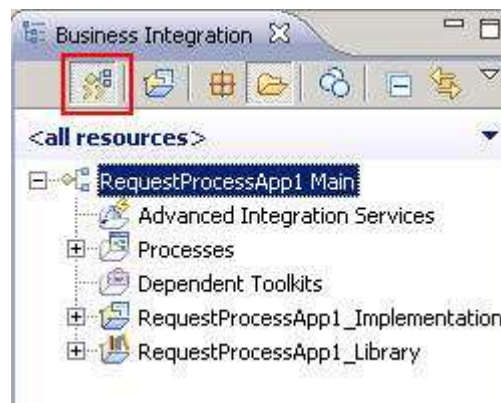 Business Integration
<all resources>
RequestProcessApp1 Main
Advanced Integration Services
Processes
Dependent Toolkits
RequestProcessApp1_Implementation
RequestProcessApp1_Library